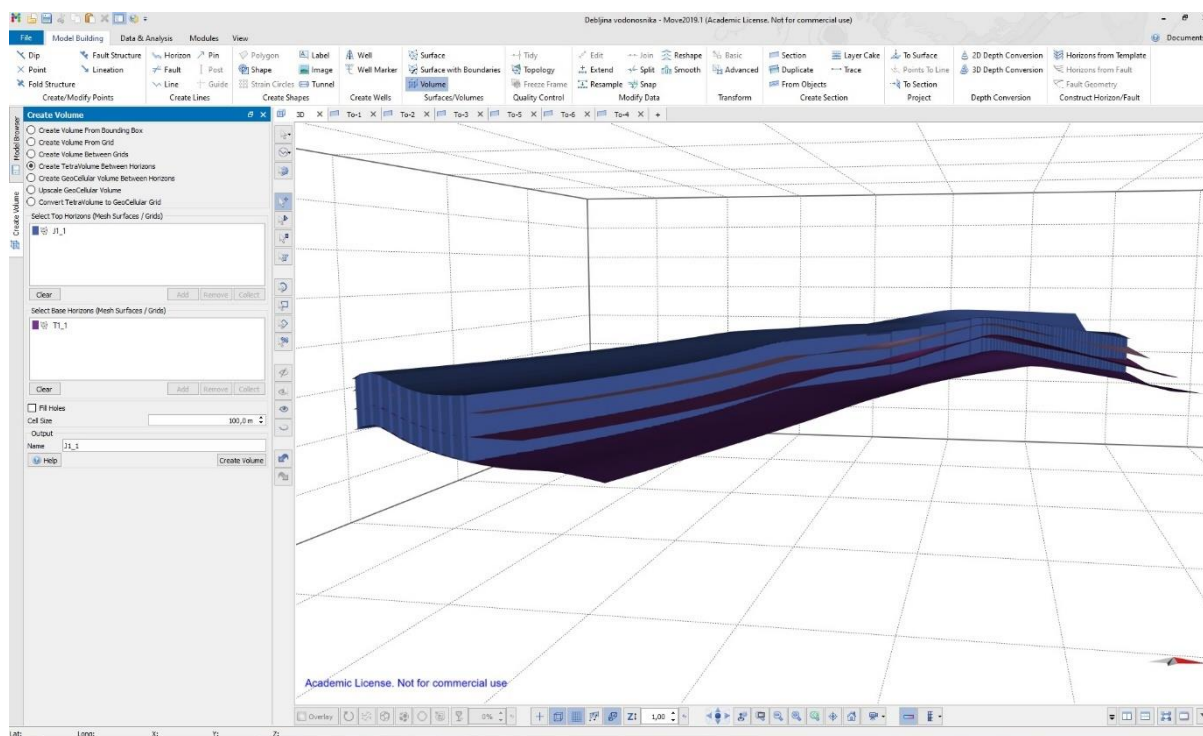 Debljina vodonosnika - Move2019.1 (Academic License. Not for commercial use)
File Model Building Data & Analysis Modules View Document
Dip Fault Structure Horizon Pin Polygon Label Well Surface Tidy Edit Join Reshape Basic Section Layer Cake To Surface 2D Depth Conversion Horizons from Template
Point Lineation Fault Post Shape Image Well Marker Surface with Boundaries Topology Extend Split Smooth Advanced Duplicate Trace Points To Line 3D Depth Conversion Horizons from Fault
Fold Structure Line Guide Strain Circles Tunnel Volume Freeze Frame Resample Snap From Objects To Section Fault Geometry
Create/Modify Points Create Lines Create Shapes Create Wells Surfaces/Volumes Quality Control Modify Data Transform Create Section Project Depth Conversion Construct Horizon/Fault
Model Browser
Create Volume
Create Volume
3D To-1 To-2 To-3 To-5 To-6 To-4 +
Create Volume From Bounding Box
Create Volume From Grid
Create Volume Between Grids
Create TetraVolume Between Horizons
Create GeoCellular Volume Between Horizons
Upscale GeoCellular Volume
Convert TetraVolume to GeoCellular Grid
Select Top Horizons (Mesh Surfaces / Grids)
J1_1
Clear Add Remove Collect
Select Base Horizons (Mesh Surfaces / Grids)
T1_1
Clear Add Remove Collect
Fill Holes
Cell Size 100,0 m
Output
Name J1_1
Help Create Volume
Academic License. Not for commercial use
Overlay 0% Z: 1,00
Lat: Long: X: Y: Z: